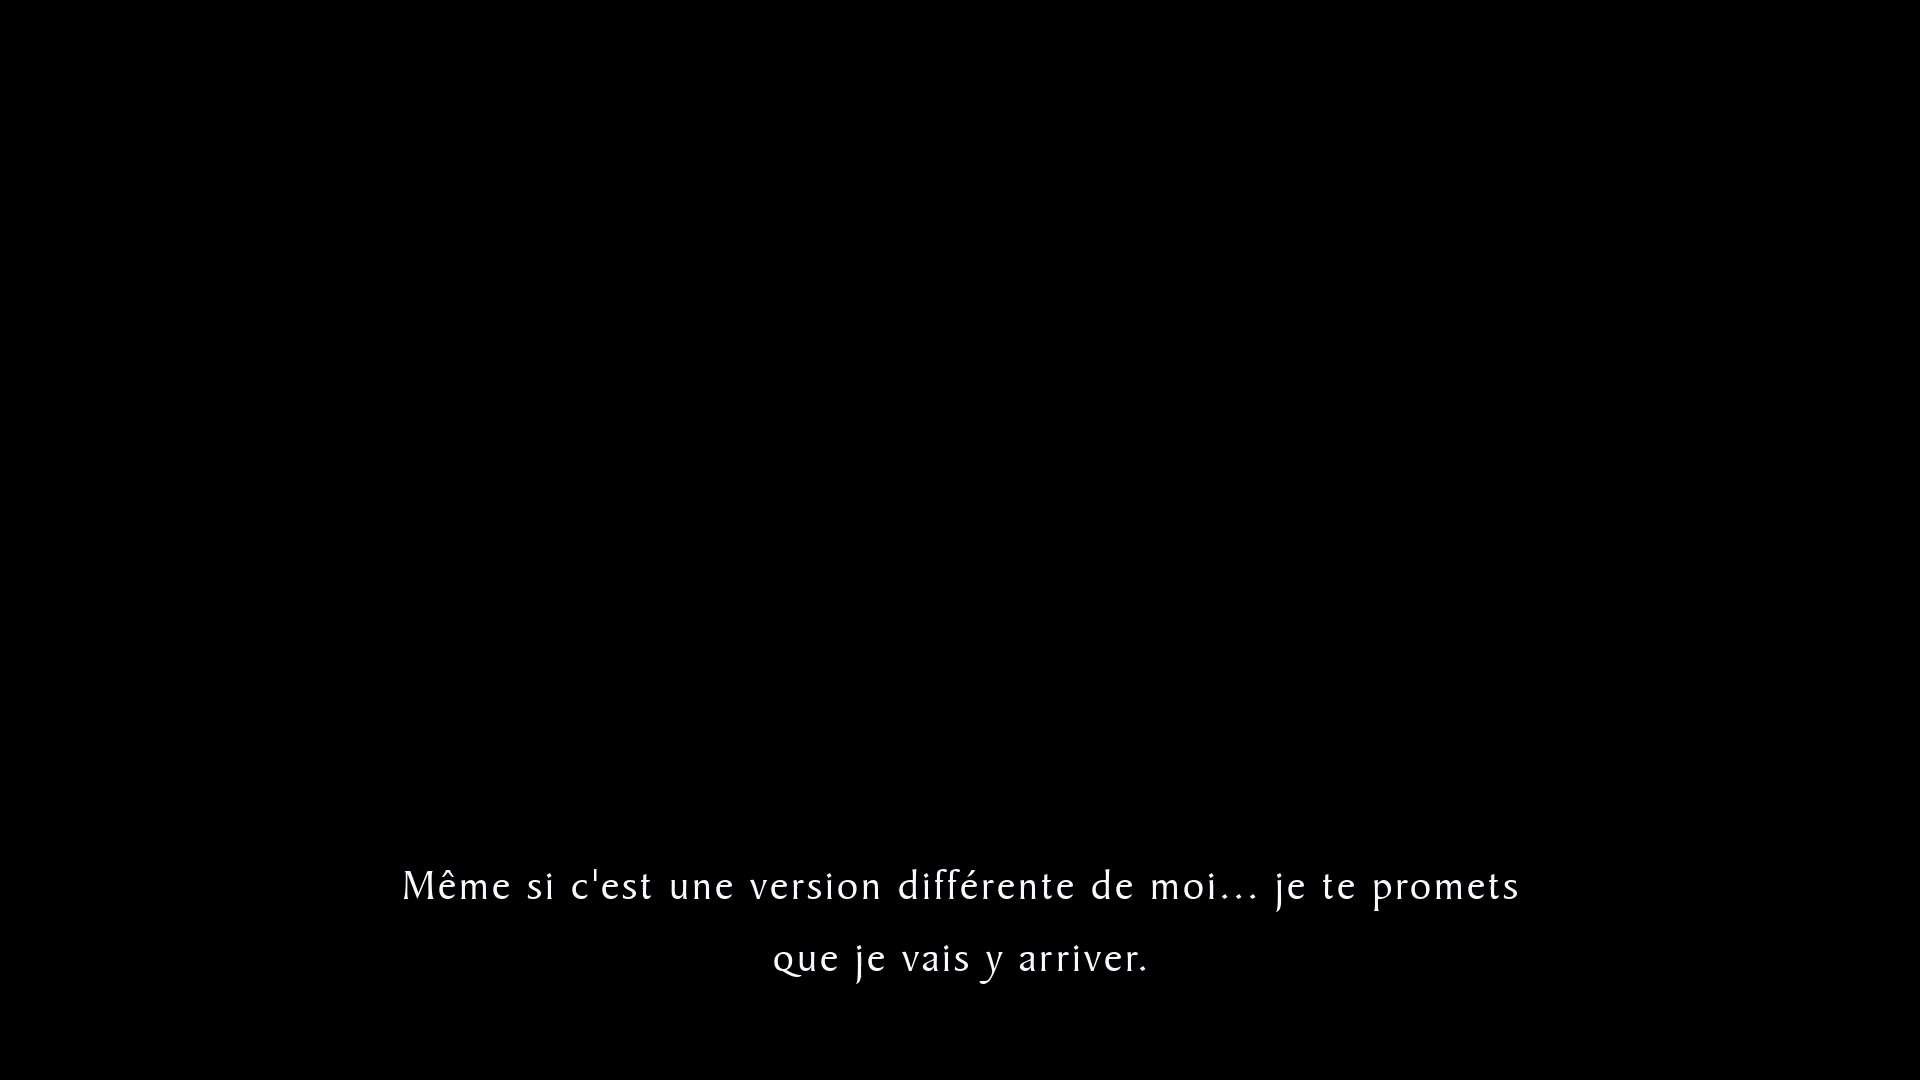 Même si c'est une version différente de moi... je te promets
que je vais y arriver.